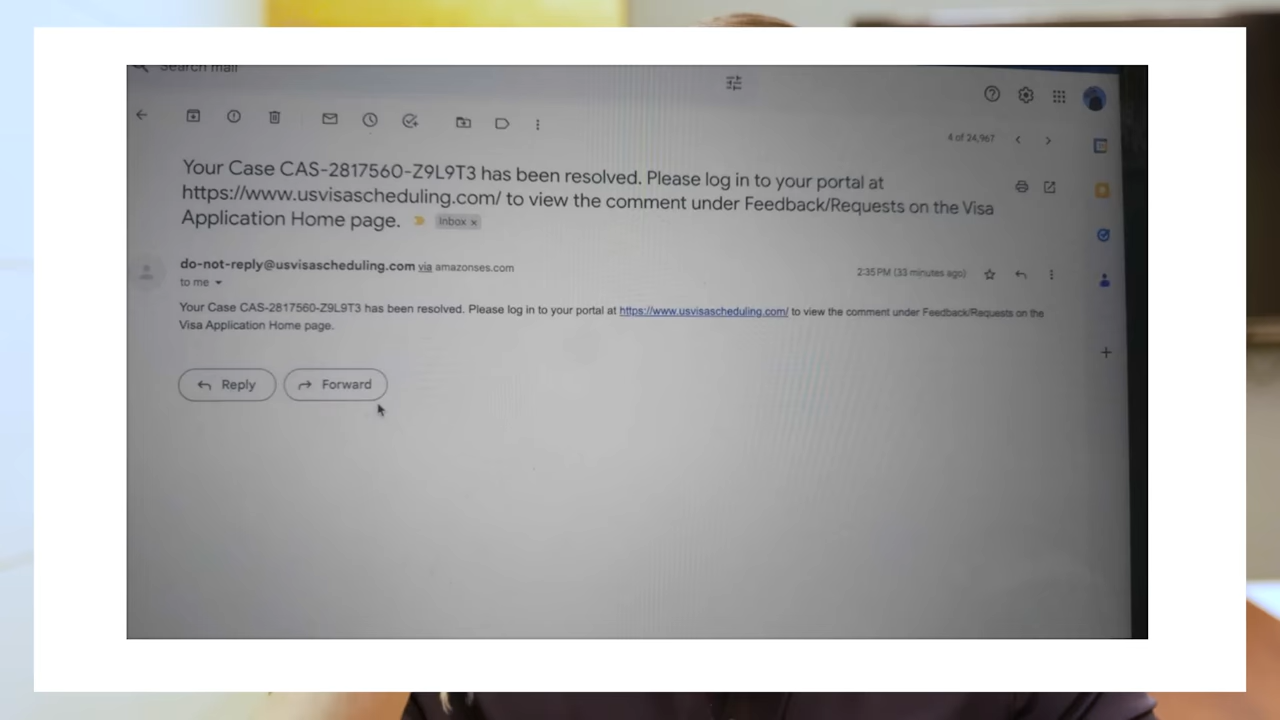 Search mail
4 of 24,967
Your Case CAS-2817560-Z9L9T3 has been resolved. Please log in to your portal at
https://www.usvisascheduling.com/ to view the comment under Feedback/Requests on the Visa
Application Home page.
Inbox ×
do-not-reply@usvisascheduling.com via amazonses.com
2:35 PM (33 minutes ago)
to me
Your Case CAS-2817560-Z9L9T3 has been resolved. Please log in to your portal at https://www.usvisascheduling.com/ to view the comment under Feedback/Requests on the
Visa Application Home page.
Reply
Forward